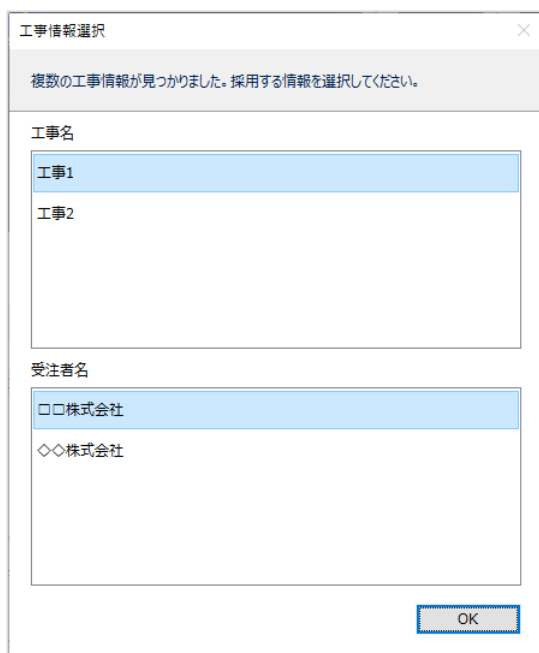 工事情報選択
複数の工事情報が見つかりました。採用する情報を選択してください。
工事名
工事1
工事2
受注者名
□□株式会社
◇◇株式会社
OK